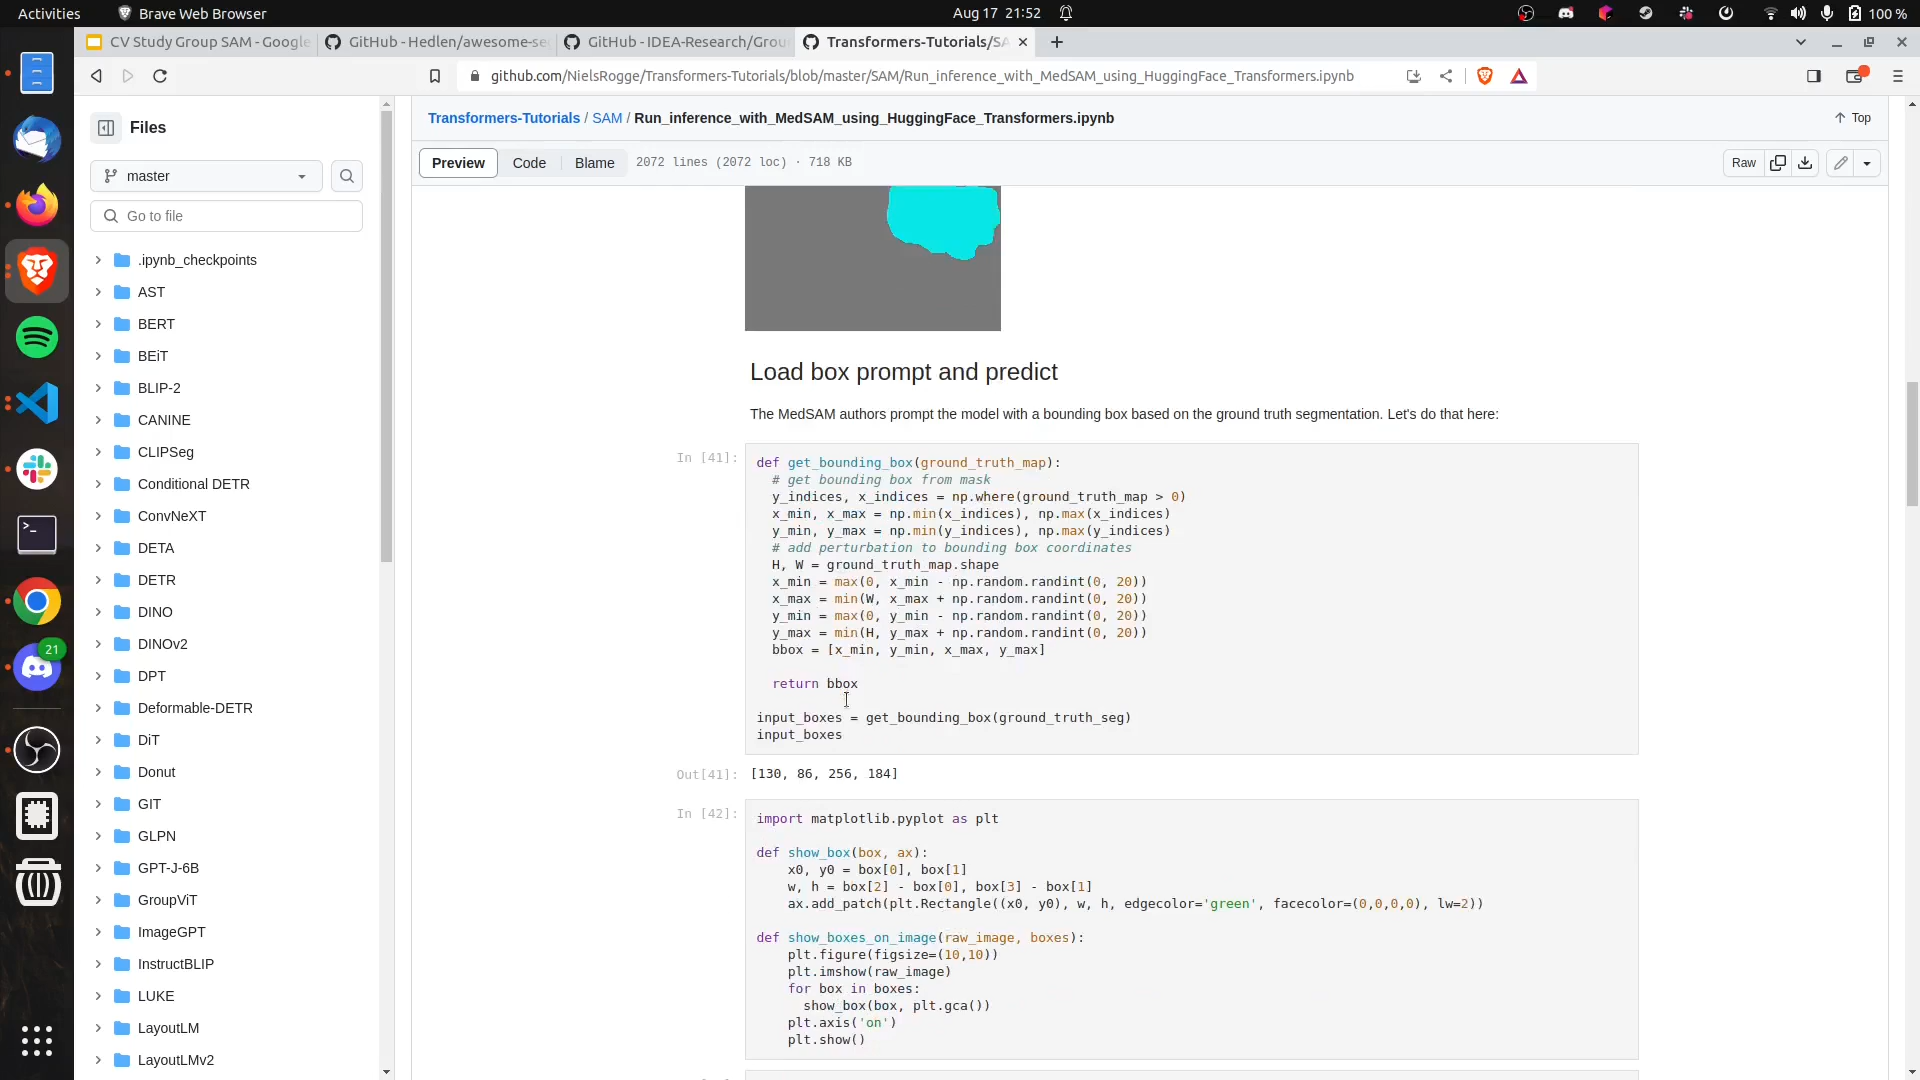 Activities
Brave Web Browser
Aug 17 21:52
100 %
CV Study Group SAM - Google
GitHub - Hedlen/awesome-se
GitHub - IDEA-Research/Grou
Transformers-Tutorials/SA
github.com/NielsRogge/Transformers-Tutorials/blob/master/SAM/Run_inference_with_MedSAM_using_HuggingFace_Transformers.ipynb
Files
master
Go to file
.ipynb_checkpoints
AST
BERT
BEiT
BLIP-2
CANINE
CLIPSeg
Conditional DETR
ConvNeXT
DETA
DETR
DINO
DINOv2
DPT
Deformable-DETR
DiT
Donut
GIT
GLPN
GPT-J-6B
GroupViT
ImageGPT
InstructBLIP
LUKE
LayoutLM
LayoutLMv2
21
Transformers-Tutorials / SAM / Run_inference_with_MedSAM_using_HuggingFace_Transformers.ipynb
Top
Preview Code Blame 2072 lines (2072 loc) · 718 KB
Raw
Load box prompt and predict
The MedSAM authors prompt the model with a bounding box based on the ground truth segmentation. Let's do that here:
In [41]:
def get_bounding_box(ground_truth_map):
  # get bounding box from mask
  y_indices, x_indices = np.where(ground_truth_map > 0)
  x_min, x_max = np.min(x_indices), np.max(x_indices)
  y_min, y_max = np.min(y_indices), np.max(y_indices)
  # add perturbation to bounding box coordinates
  H, W = ground_truth_map.shape
  x_min = max(0, x_min - np.random.randint(0, 20))
  x_max = min(W, x_max + np.random.randint(0, 20))
  y_min = max(0, y_min - np.random.randint(0, 20))
  y_max = min(H, y_max + np.random.randint(0, 20))
  bbox = [x_min, y_min, x_max, y_max]
  return bbox
input_boxes = get_bounding_box(ground_truth_seg)
input_boxes
Out[41]: [130, 86, 256, 184]
In [42]:
import matplotlib.pyplot as plt
def show_box(box, ax):
    x0, y0 = box[0], box[1]
    w, h = box[2] - box[0], box[3] - box[1]
    ax.add_patch(plt.Rectangle((x0, y0), w, h, edgecolor='green', facecolor=(0,0,0,0), lw=2))
def show_boxes_on_image(raw_image, boxes):
    plt.figure(figsize=(10,10))
    plt.imshow(raw_image)
    for box in boxes:
      show_box(box, plt.gca())
    plt.axis('on')
    plt.show()